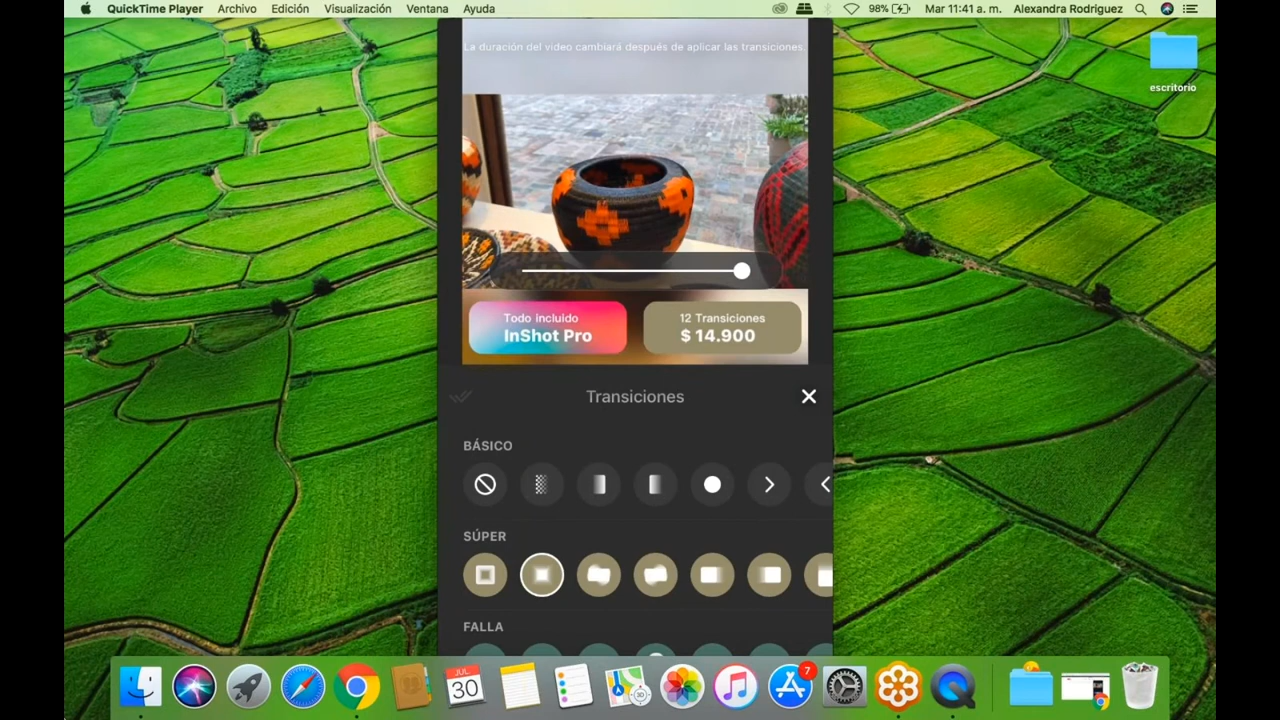 QuickTime Player Archivo Edición Visualización Ventana Ayuda 98% Mar 11:41 a. m. Alexandra Rodriguez
escritorio
La duración del video cambiará después de aplicar las transiciones.
Todo incluido
InShot Pro
12 Transiciones
$ 14.900
Transiciones
BÁSICO
SÚPER
FALLA
JUL
30
7